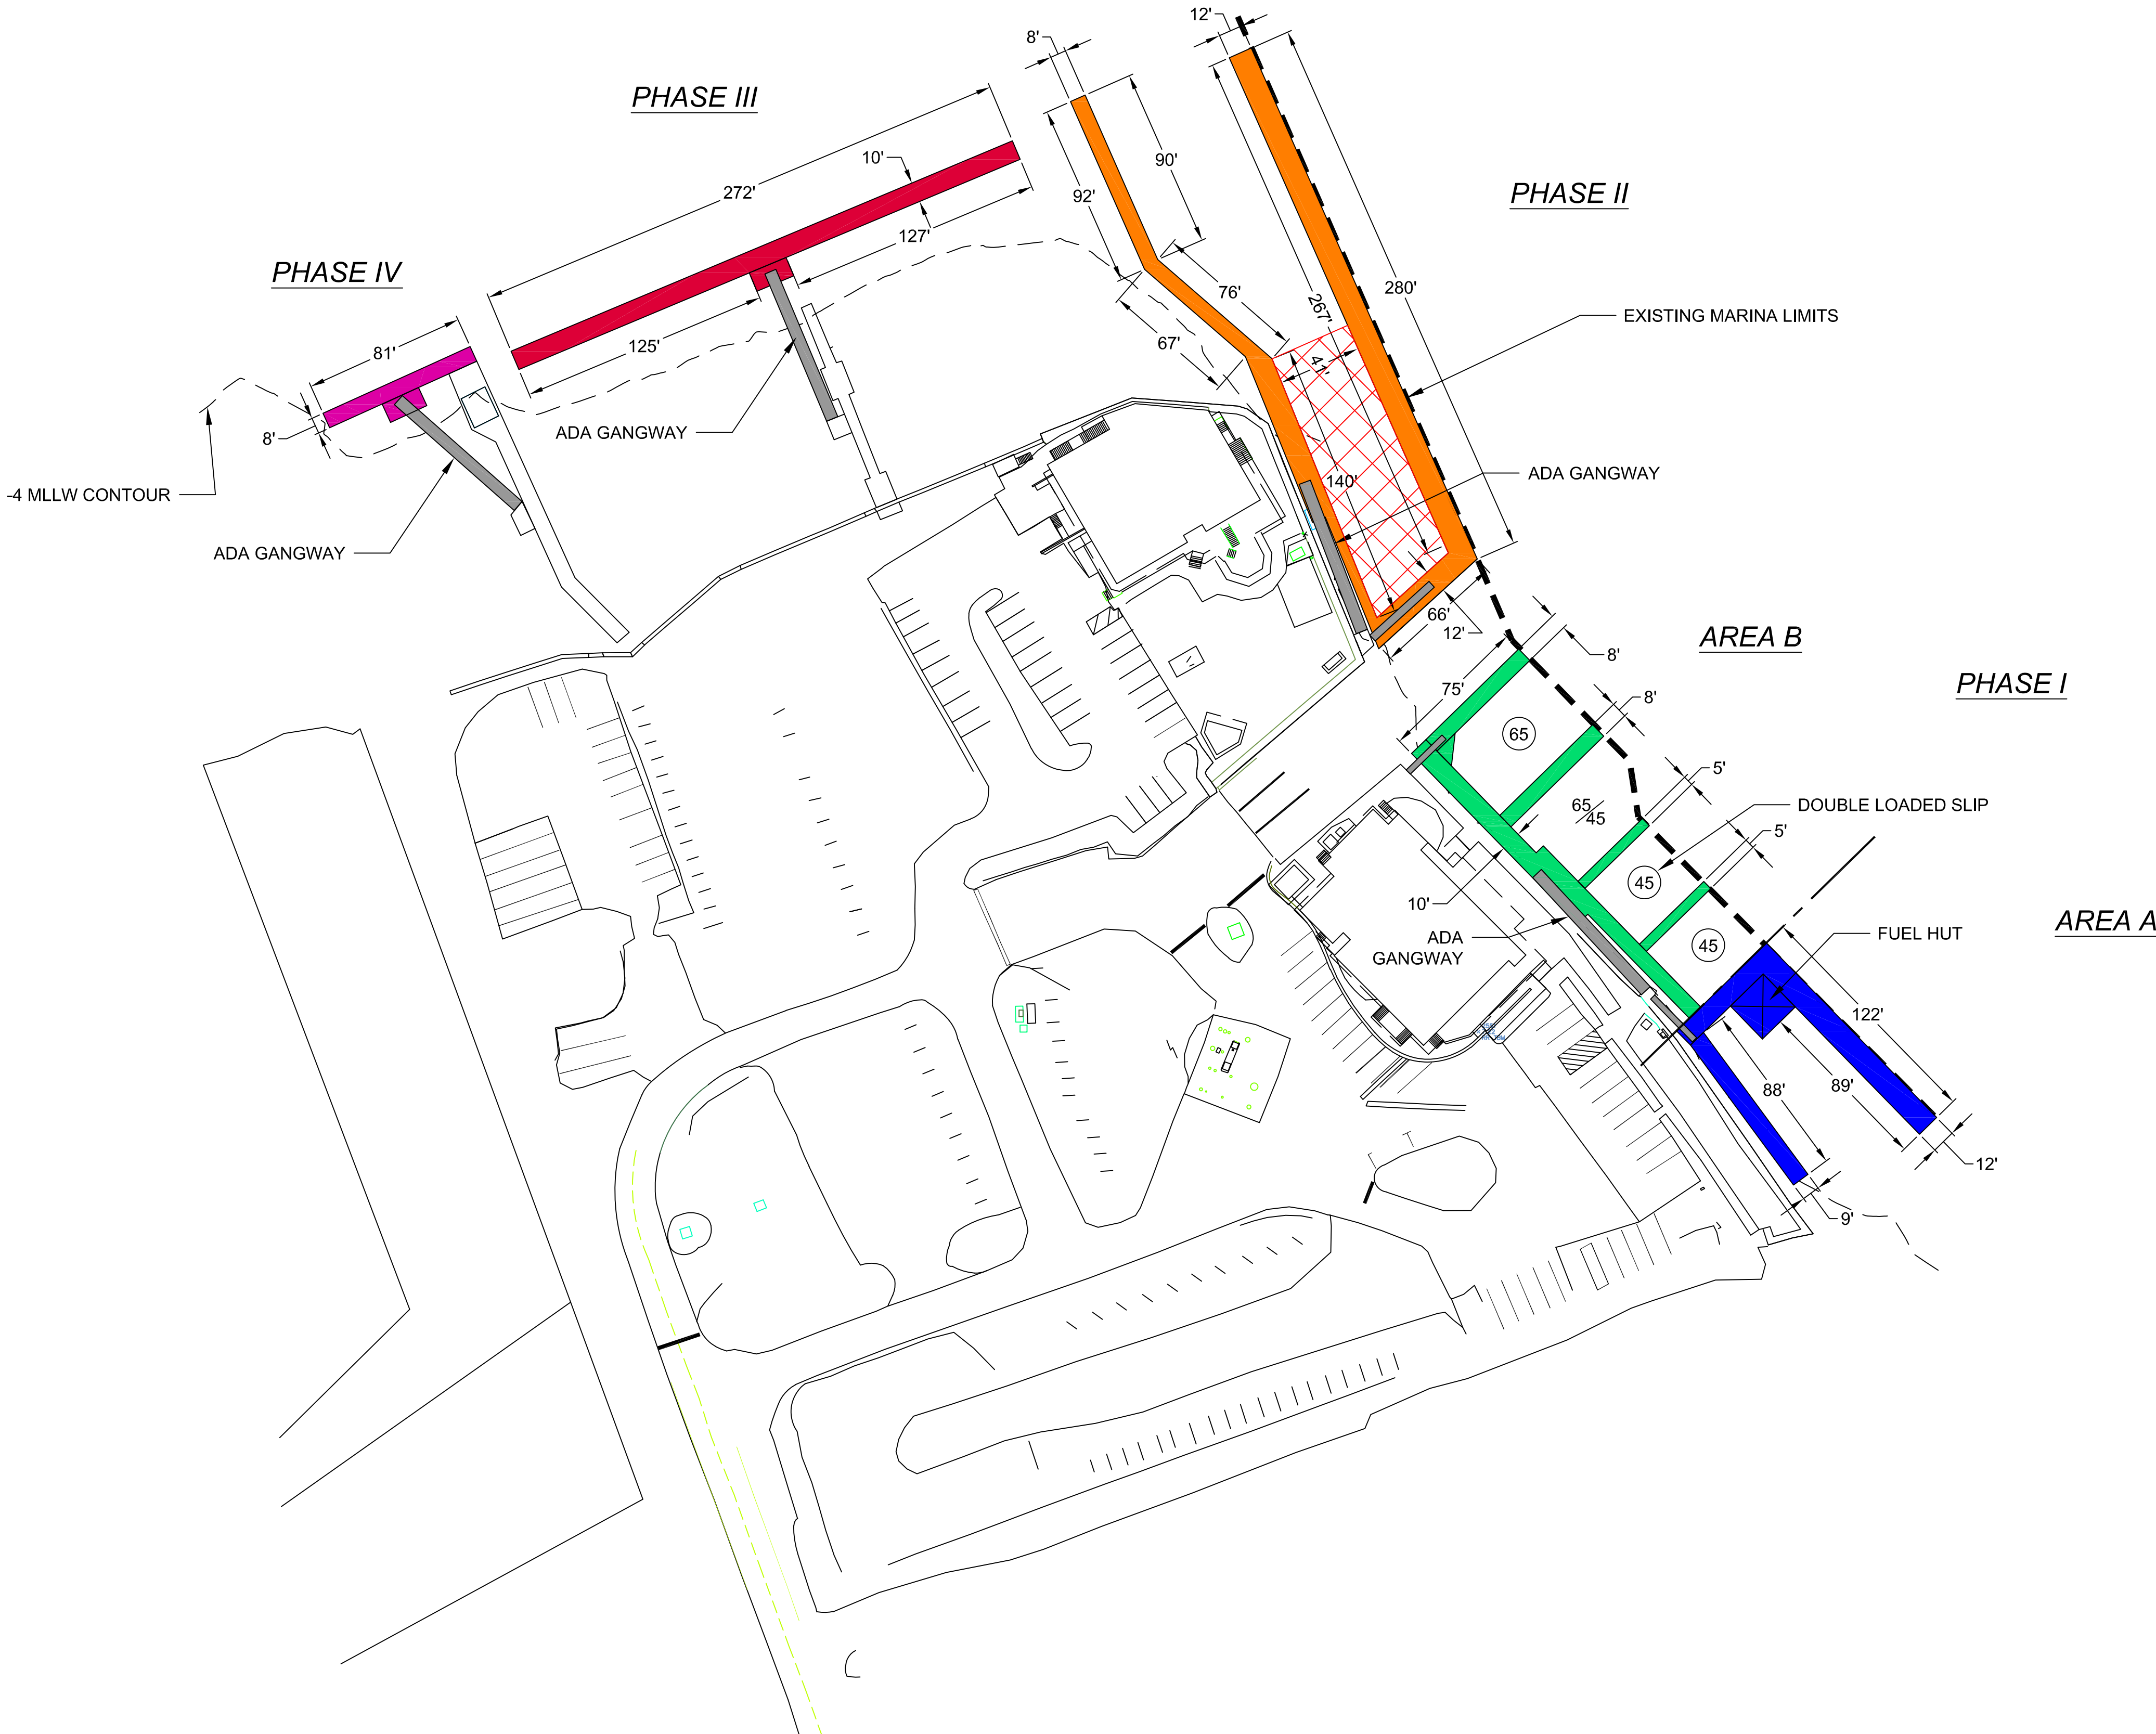 12'
8'
PHASE III
10'
90'
272'
92'
PHASE II
127'
PHASE IV
76'
267'
280'
EXISTING MARINA LIMITS
81'
125'
67'
41'
8'
ADA GANGWAY
140'
ADA GANGWAY
-4 MLLW CONTOUR
ADA GANGWAY
66'
12'
AREA B
8'
75'
PHASE I
8'
65
5'
65
45
DOUBLE LOADED SLIP
5'
45
10'
AREA A
ADA
GANGWAY
45
FUEL HUT
122'
88'
89'
12'
9'